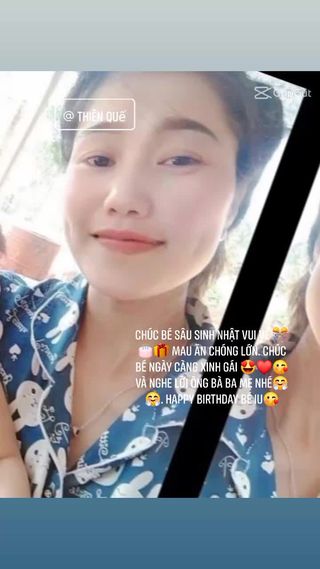 @ THIÊN QUẾ
CapCut
CHÚC BÉ SÂU SINH NHẬT VUI
🎂🎁 MAU ĂN CHÓNG LỚN. CHÚC
BÉ NGÀY CÀNG XINH GÁI 🤩❤️😘
VÀ NGHE LỜI ÔNG BÀ BA MẸ NHÉ🤗
🤗. HAPPY BIRTHDAY BÉ IU😘